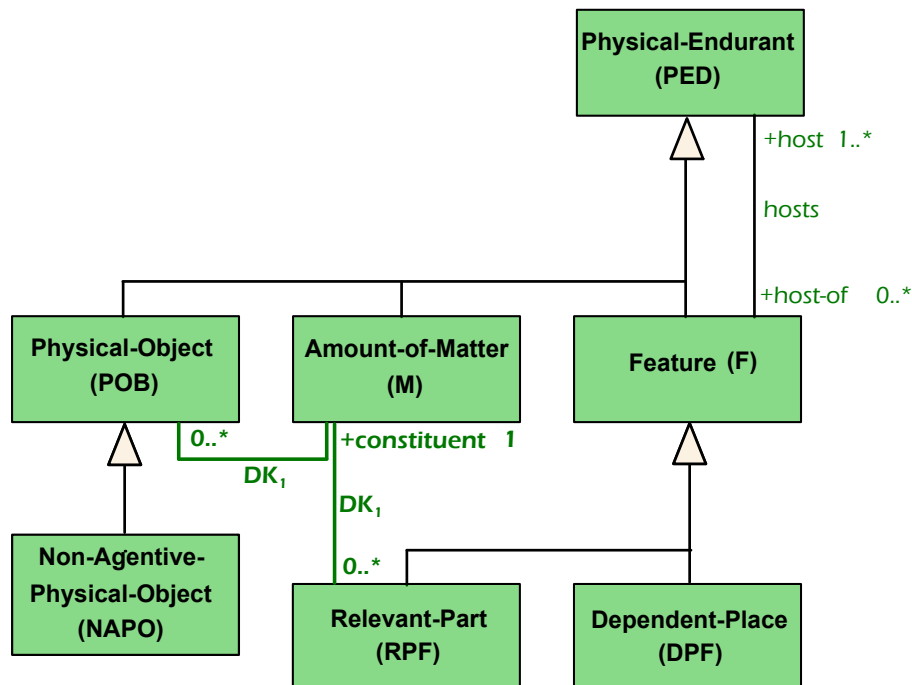 Physical-Endurant
(PED)
+host 1..*
hosts
+host-of 0..*
Physical-Object
(POB)
Amount-of-Matter
(M)
Feature (F)
0..*
+constituent 1
DK₁
DK₁
0..*
Non-Agentive-
Physical-Object
(NAPO)
Relevant-Part
(RPF)
Dependent-Place
(DPF)